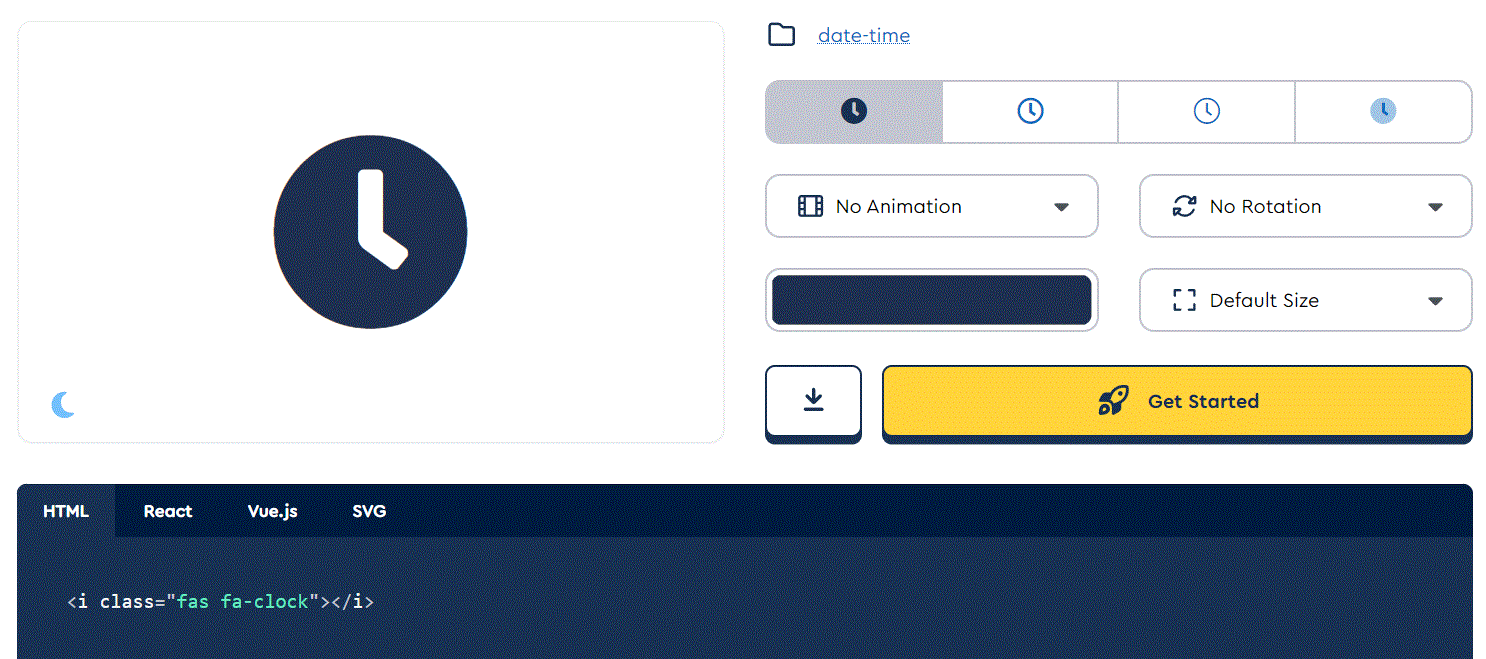 date-time
No Animation
No Rotation
Default Size
Get Started
HTML
React
Vue.js
SVG
<i class="fas fa-clock"></i>